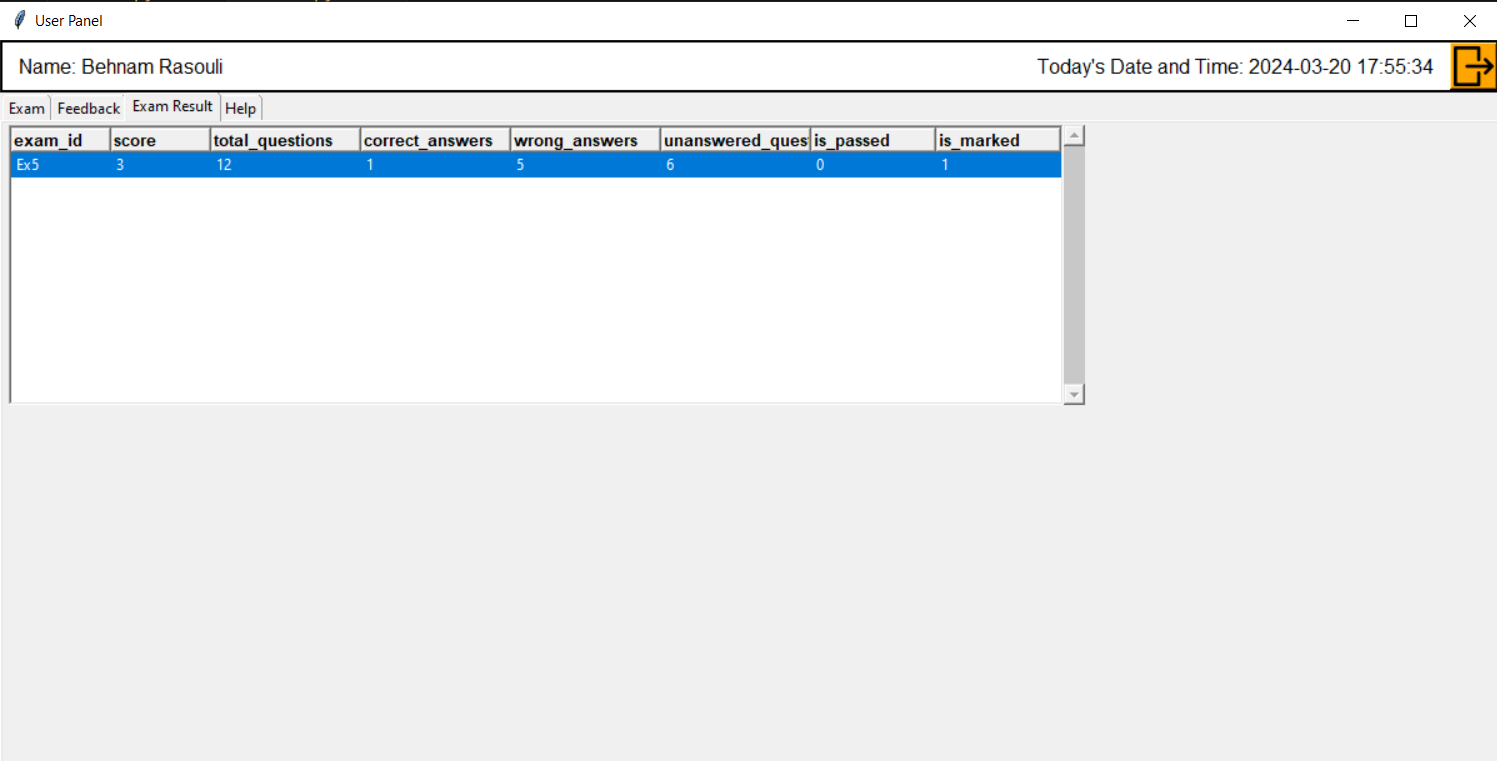 User Panel
Name: Behnam Rasouli Today's Date and Time: 2024-03-20 17:55:34
Exam Feedback Exam Result Help
exam_id score total_questions correct_answers wrong_answers unanswered_ques is_passed is_marked
Ex5 3 12 1 5 6 0 1